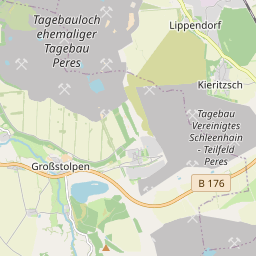 Lippendorf
Tagebauloch
ehemaliger
Tagebau
Peres
Kieritzsch
Tagebau
Vereinigtes
Schleenhain
- Teilfeld
Peres
Großstolpen
B 176